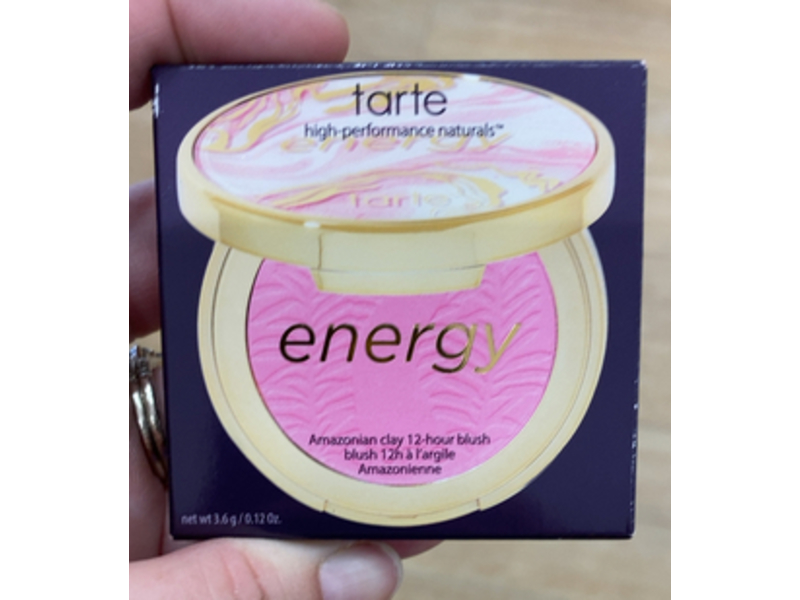 tarte
high-performance naturals™
energy
tarte
energy
Amazonian clay 12-hour blush
blush 12h à l'argile
Amazonienne
net wt 3.6 g / 0.12 Oz.